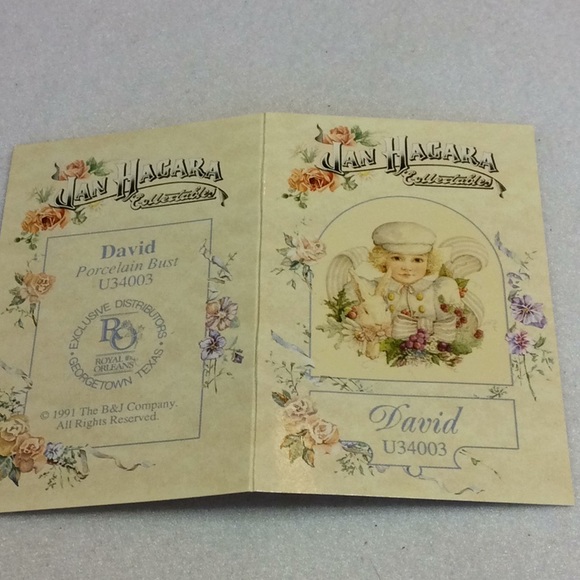 JAN HAGARA
Collectables
David
Porcelain Bust
U34003
EXCLUSIVE DISTRIBUTORS
RO
ROYAL
ORLEANS
GEORGETOWN TEXAS
© 1991 The B&J Company.
All Rights Reserved.
JAN HAGARA
Collectables
David
U34003